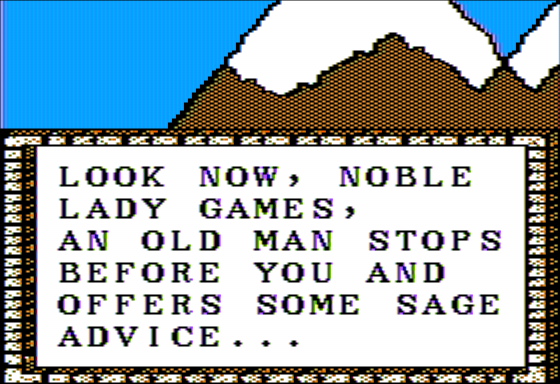 LOOK NOW, NOBLE
LADY GAMES,
AN OLD MAN STOPS
BEFORE YOU AND
OFFERS SOME SAGE
ADVICE...